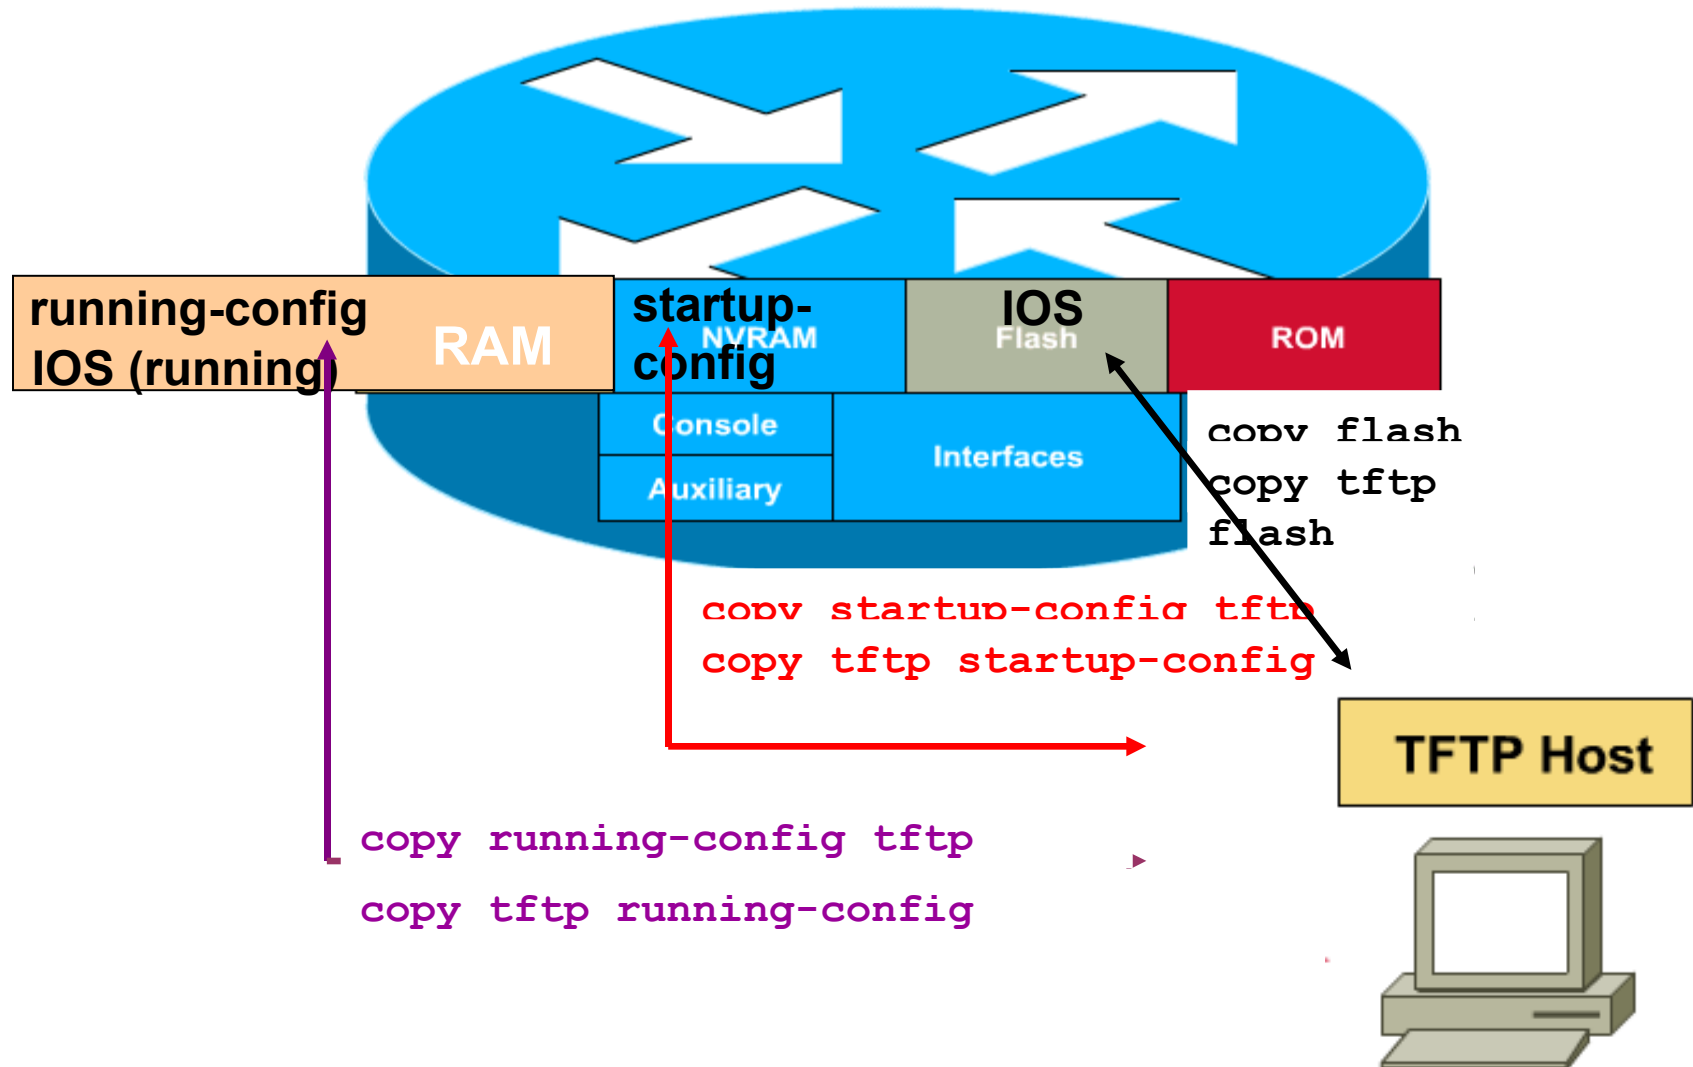 running-config
IOS (running)
RAM
startup-
config
NVRAM
IOS
Flash
ROM
Console
Auxiliary
Interfaces
copy flash
copy tftp
flash
copy startup-config tftp
copy tftp startup-config
TFTP Host
copy running-config tftp
copy tftp running-config